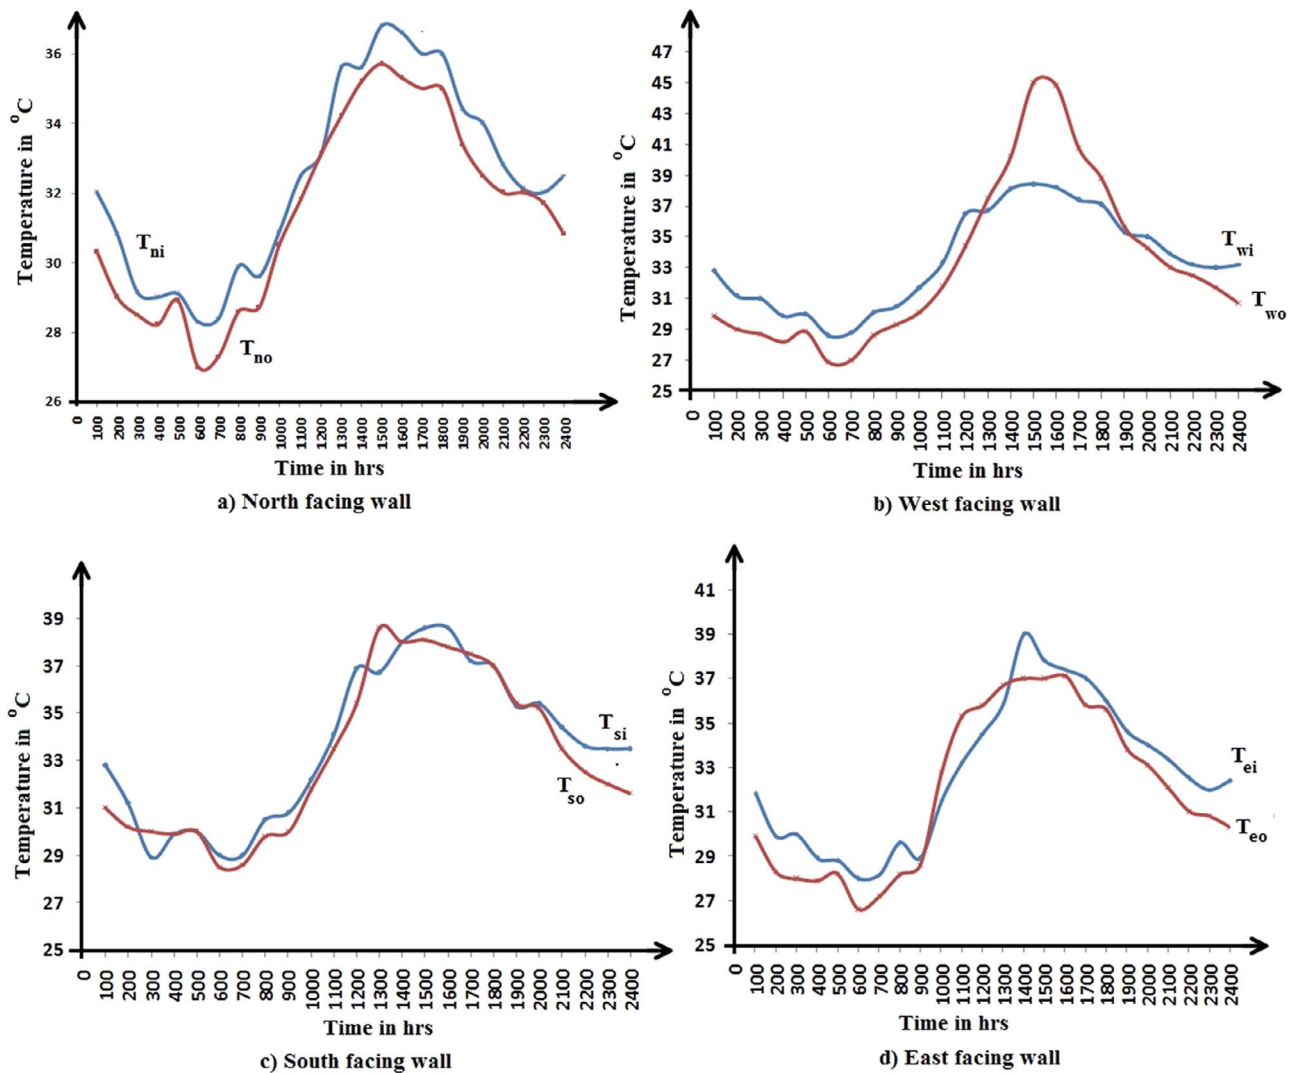 Temperature in °C
36
34
32
30
28
26
T ni
T no
0 100 200 300 400 500 600 700 800 900 1000 1100 1200 1300 1400 1500 1600 1700 1800 1900 2000 2100 2200 2300 2400
Time in hrs
a) North facing wall
Temperature in °C
47
45
43
41
39
37
35
33
31
29
27
25
T wi
T wo
0 100 200 300 400 500 600 700 800 900 1000 1100 1200 1300 1400 1500 1600 1700 1800 1900 2000 2100 2200 2300 2400
Time in hrs
b) West facing wall
Temperature in °C
39
37
35
33
31
29
27
25
T si
T so
0 100 200 300 400 500 600 700 800 900 1000 1100 1200 1300 1400 1500 1600 1700 1800 1900 2000 2100 2200 2300 2400
Time in hrs
c) South facing wall
Temperature in °C
41
39
37
35
33
31
29
27
25
T ei
T eo
0 100 200 300 400 500 600 700 800 900 1000 1100 1200 1300 1400 1500 1600 1700 1800 1900 2000 2100 2200 2300 2400
Time in hrs
d) East facing wall